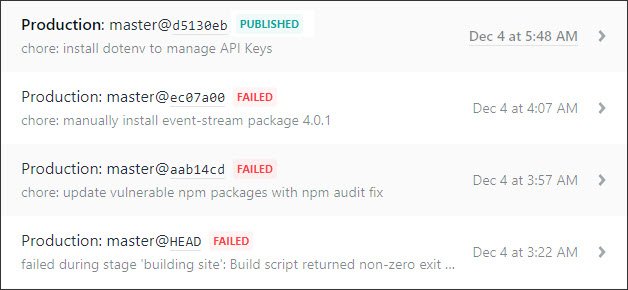 Production: master@d5130eb PUBLISHED
chore: install dotenv to manage API Keys
Dec 4 at 5:48 AM
Production: master@ec07a00 FAILED
chore: manually install event-stream package 4.0.1
Dec 4 at 4:07 AM
Production: master@aab14cd FAILED
chore: update vulnerable npm packages with npm audit fix
Dec 4 at 3:57 AM
Production: master@HEAD FAILED
failed during stage 'building site': Build script returned non-zero exit ...
Dec 4 at 3:22 AM